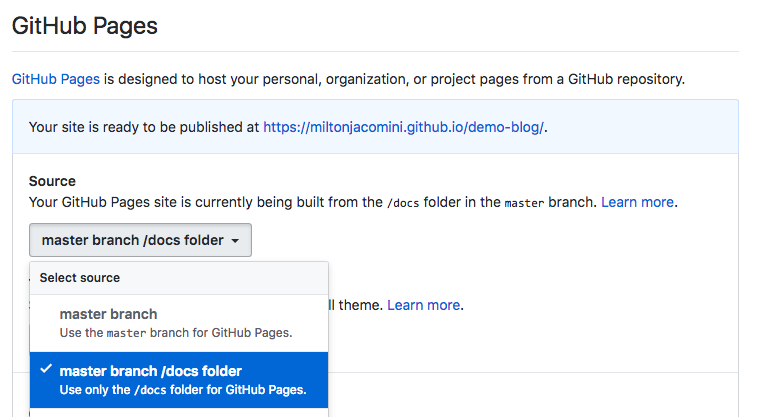 GitHub Pages
GitHub Pages is designed to host your personal, organization, or project pages from a GitHub repository.
Your site is ready to be published at https://miltonjacomini.github.io/demo-blog/.
Source
Your GitHub Pages site is currently being built from the /docs folder in the master branch. Learn more.
master branch /docs folder
Select source
ll theme. Learn more.
master branch
Use the master branch for GitHub Pages.
master branch /docs folder
Use only the /docs folder for GitHub Pages.